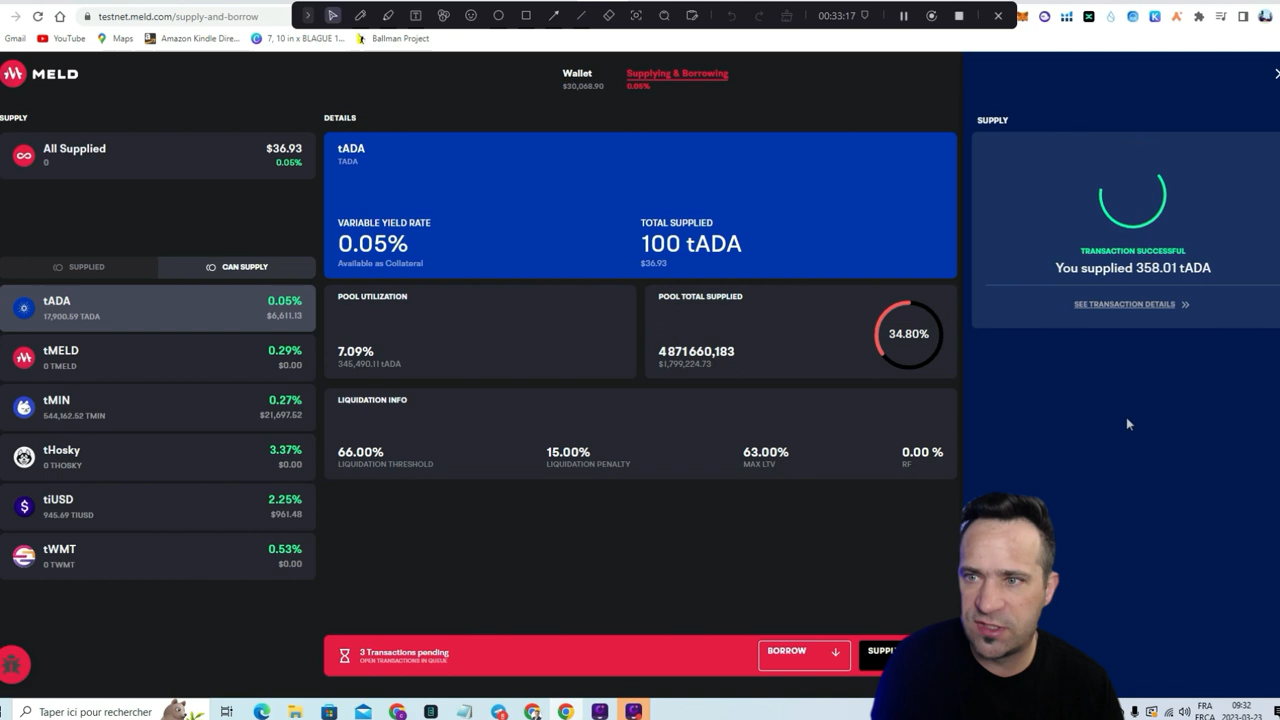 testnet.meld.com/supply-and-borrow
00:33:17
Gmail
YouTube
Maps
Amazon Kindle Dire...
7, 10 in x BLAGUE 1...
Ballman Project
MELD
Wallet
$30,068.90
Supplying & Borrowing
0.05%
SUPPLY
All Supplied
$36.93
0
0.05%
SUPPLIED
CAN SUPPLY
tADA
0.05%
17,900.59 TADA
$6,611.13
tMELD
0.29%
0 TMELD
$0.00
tMIN
0.27%
544,162.52 TMIN
$21,697.52
tHosky
3.37%
0 THOSKY
$0.00
tiUSD
2.25%
945.69 TIUSD
$961.48
tWMT
0.53%
0 TWMT
$0.00
DETAILS
tADA
TADA
VARIABLE YIELD RATE
0.05%
Available as Collateral
TOTAL SUPPLIED
100 tADA
$36.93
POOL UTILIZATION
7.09%
345,490.11 tADA
POOL TOTAL SUPPLIED
4 871 660,183
$1,799,224.73
34.80%
LIQUIDATION INFO
66.00%
LIQUIDATION THRESHOLD
15.00%
LIQUIDATION PENALTY
63.00%
MAX LTV
0.00 %
RF
3 Transactions pending
OPEN TRANSACTIONS IN QUEUE
BORROW
SUPPL
SUPPLY
TRANSACTION SUCCESSFUL
You supplied 358.01 tADA
SEE TRANSACTION DETAILS
Taper ici pour rechercher
FRA
FRCA
09:32
2023-03-23